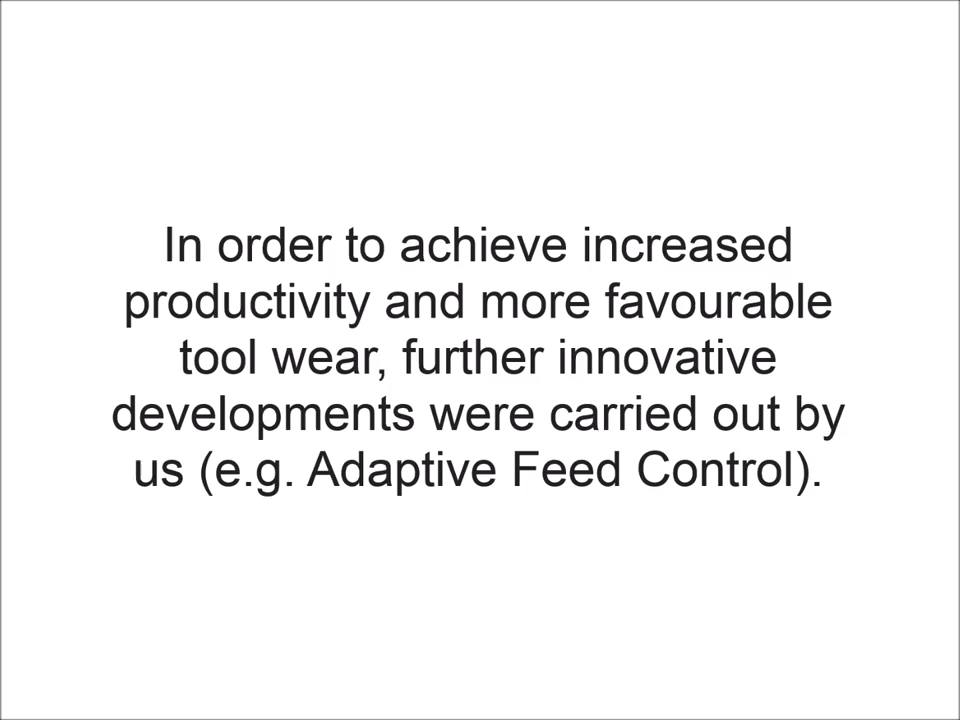 In order to achieve increased
productivity and more favourable
tool wear, further innovative
developments were carried out by
us (e.g. Adaptive Feed Control).